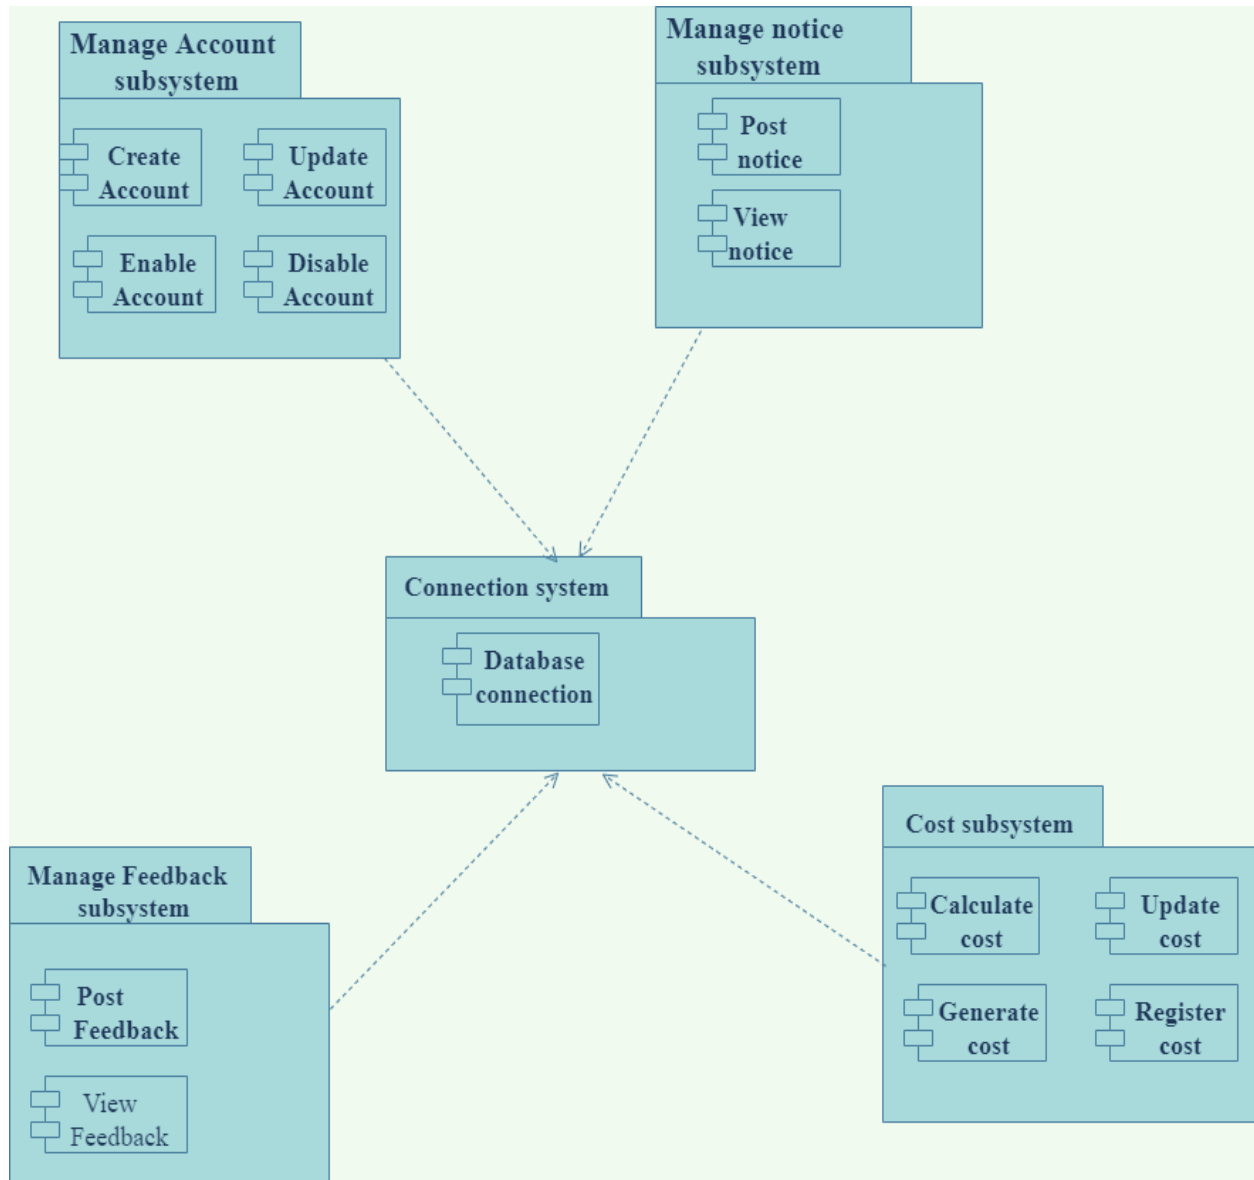 Manage Account
subsystem
Create
Account
Update
Account
Enable
Account
Disable
Account
Manage notice
subsystem
Post
notice
View
notice
Connection system
Database
connection
Manage Feedback
subsystem
Post
Feedback
View
Feedback
Cost subsystem
Calculate
cost
Update
cost
Generate
cost
Register
cost